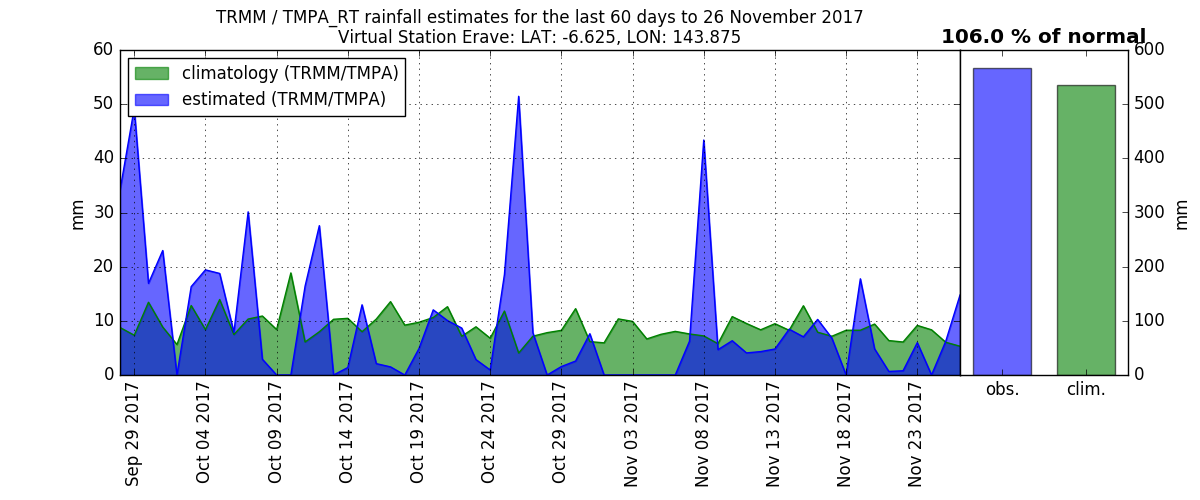 TRMM / TMPA_RT rainfall estimates for the last 60 days to 26 November 2017
Virtual Station Erave: LAT: -6.625, LON: 143.875
106.0 % of normal
climatology (TRMM/TMPA)
estimated (TRMM/TMPA)
60
50
40
30
20
10
0
mm
Sep 29 2017
Oct 04 2017
Oct 09 2017
Oct 14 2017
Oct 19 2017
Oct 24 2017
Oct 29 2017
Nov 03 2017
Nov 08 2017
Nov 13 2017
Nov 18 2017
Nov 23 2017
obs.
clim.
600
500
400
300
200
100
0
mm